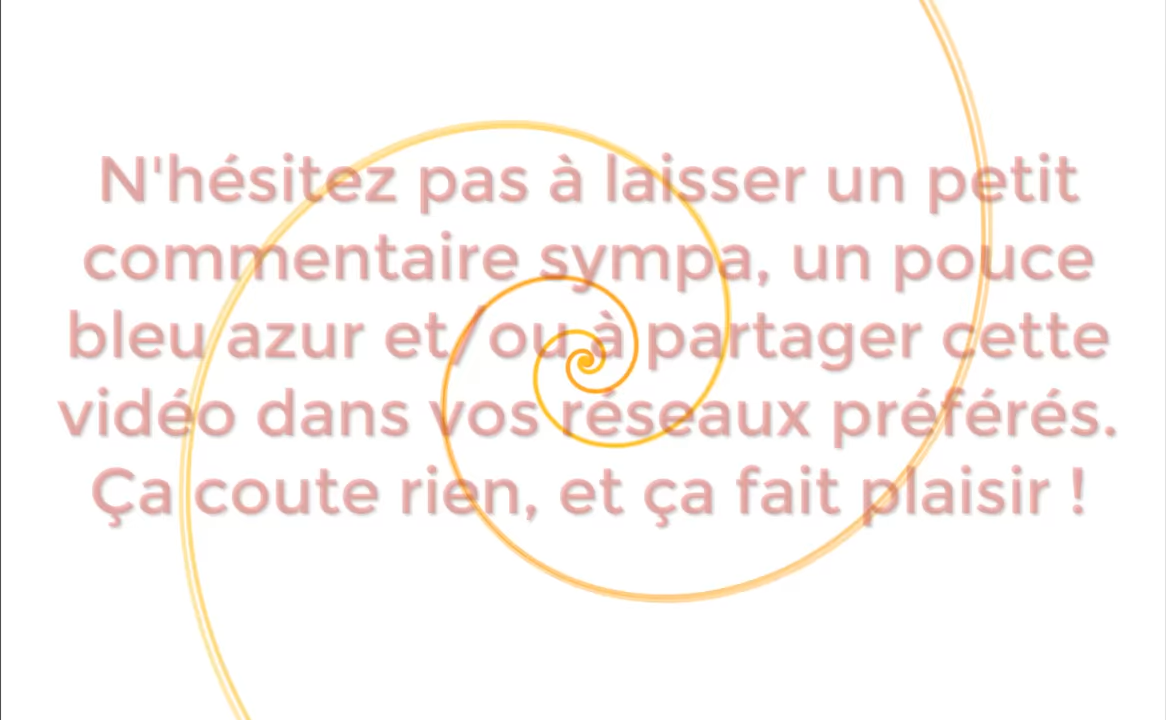 N'hésitez pas à laisser un petit
commentaire sympa, un pouce
bleu azur et/ou à partager cette
vidéo dans vos réseaux préférés.
Ça coute rien, et ça fait plaisir !